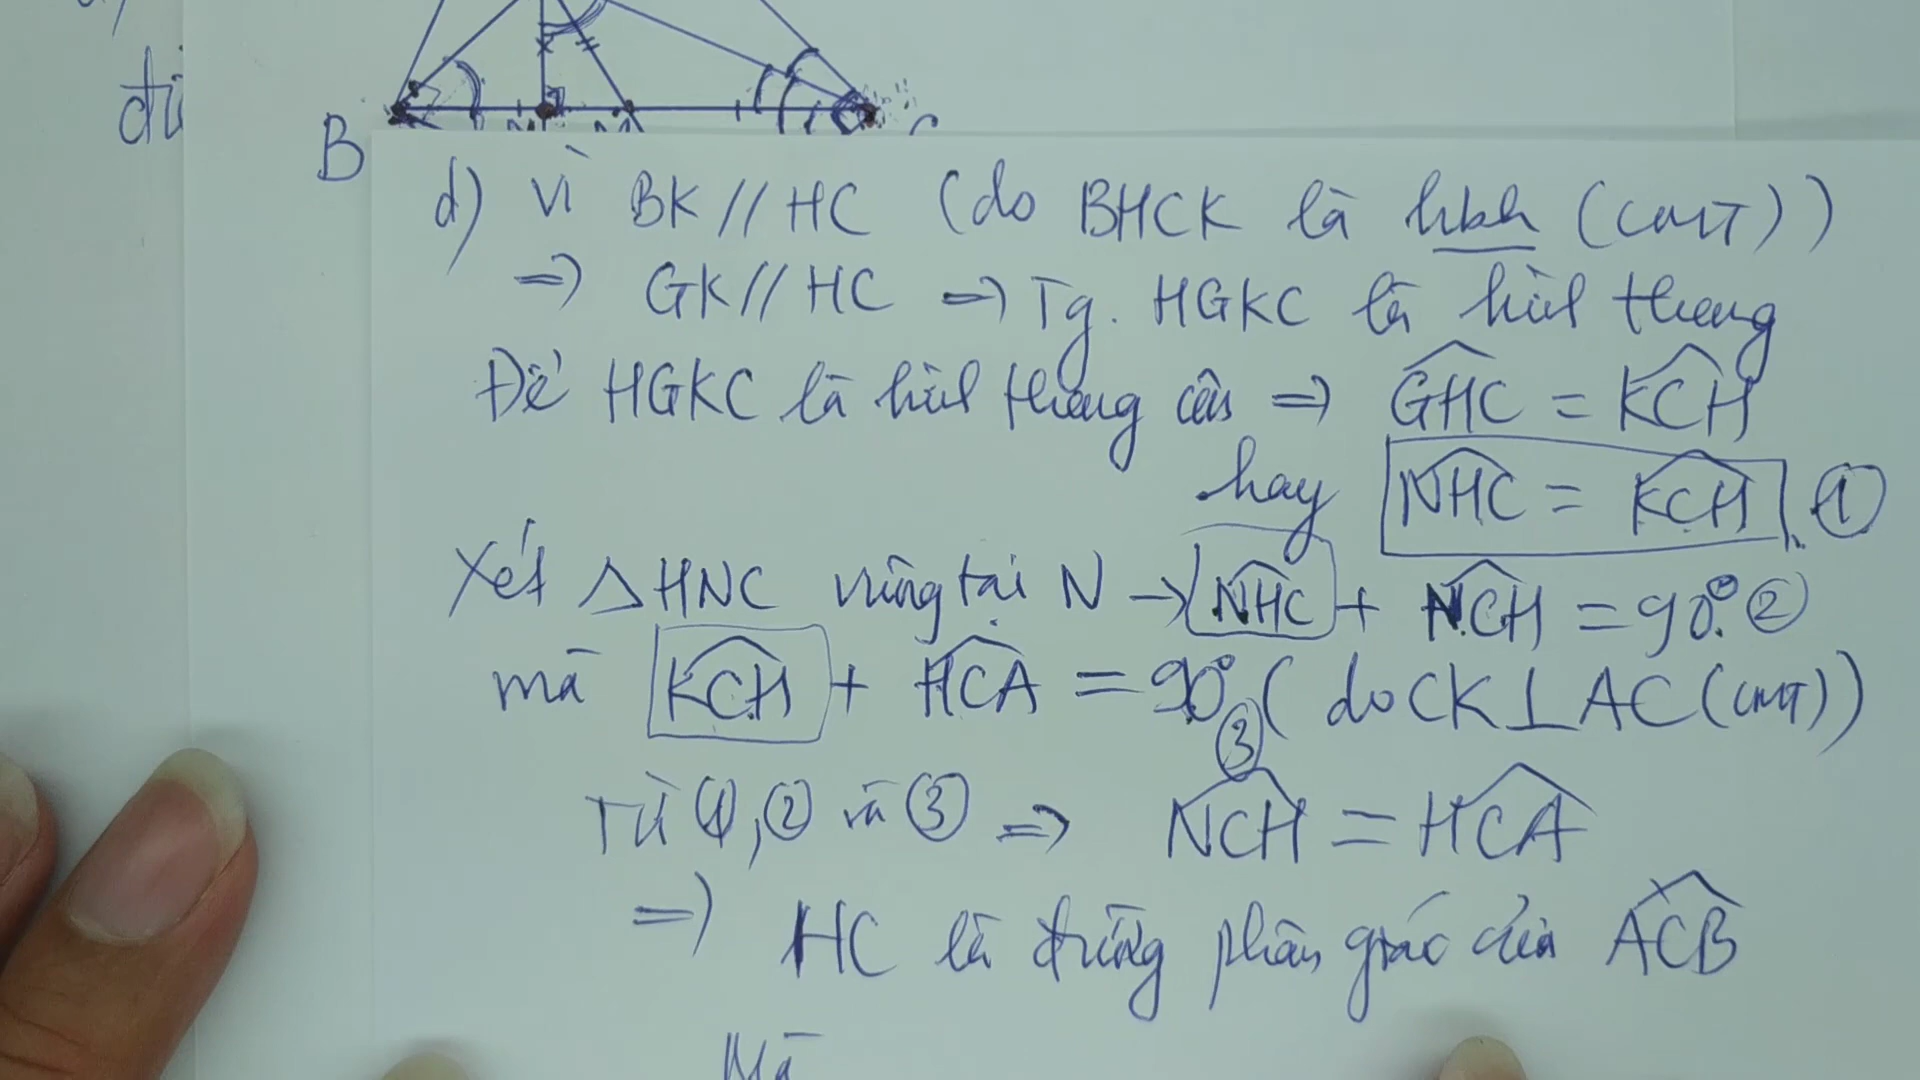 B
d) Vì BK // HC (do BHCK là hbh (CMT))
=> GK // HC => Tg. HGKC là hình thang
Để HGKC là hình thang cân => GHC = KCH
hay NHC = KCH ①
Xét △HNC vuông tại N → NHC + NCH = 90° ②
mà KCH + HCA = 90° ③ (do CK ⊥ AC (CMT))
Từ ①, ② và ③ => NCH = HCA
=> HC là đường phân giác của ACB
Mà